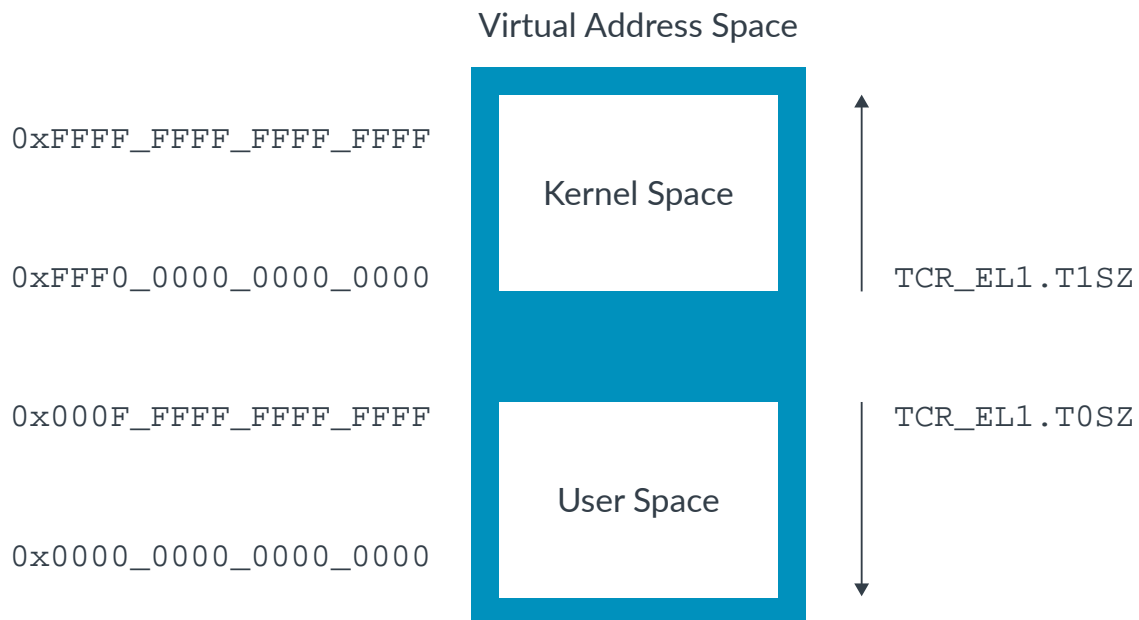 Virtual Address Space
0xFFFF_FFFF_FFFF_FFFF
Kernel Space
0xFFF0_0000_0000_0000
TCR_EL1.T1SZ
0x000F_FFFF_FFFF_FFFF
TCR_EL1.T0SZ
User Space
0x0000_0000_0000_0000